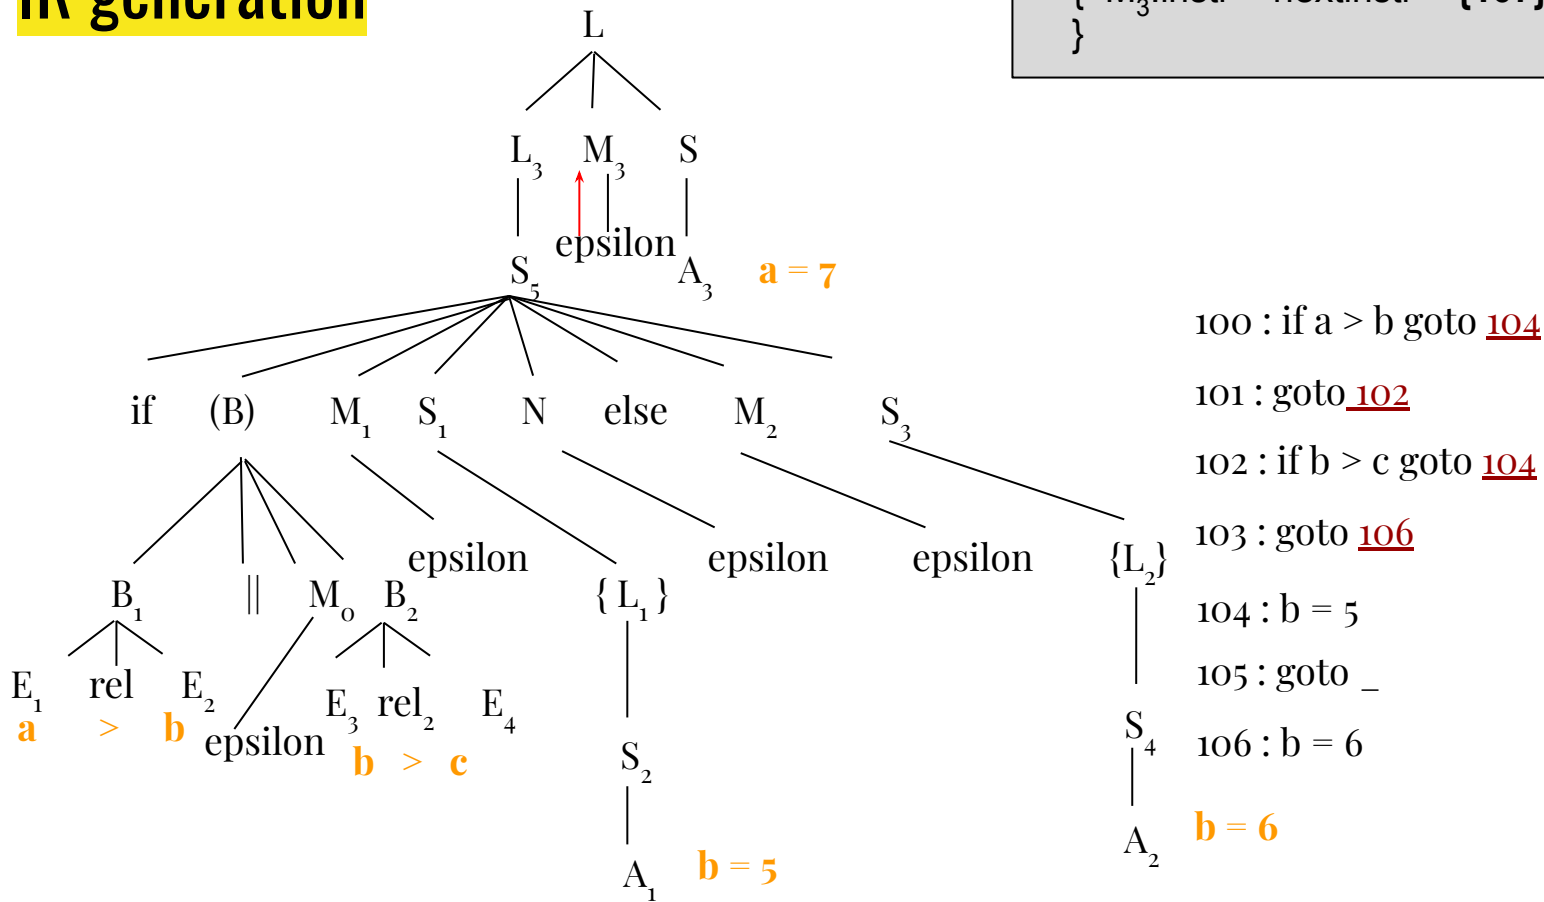 IR generation
}
L
L3 M3 S
epsilon
S5 A3 a = 7
if (B) M1 S1 N else M2 S3
epsilon epsilon epsilon {L2}
B1 || M0 B2 { L1 }
E1 rel E2 E3 rel2 E4
a > b epsilon b > c
S2 S4
A1 b = 5 A2 b = 6
100 : if a > b goto 104
101 : goto 102
102 : if b > c goto 104
103 : goto 106
104 : b = 5
105 : goto _
106 : b = 6